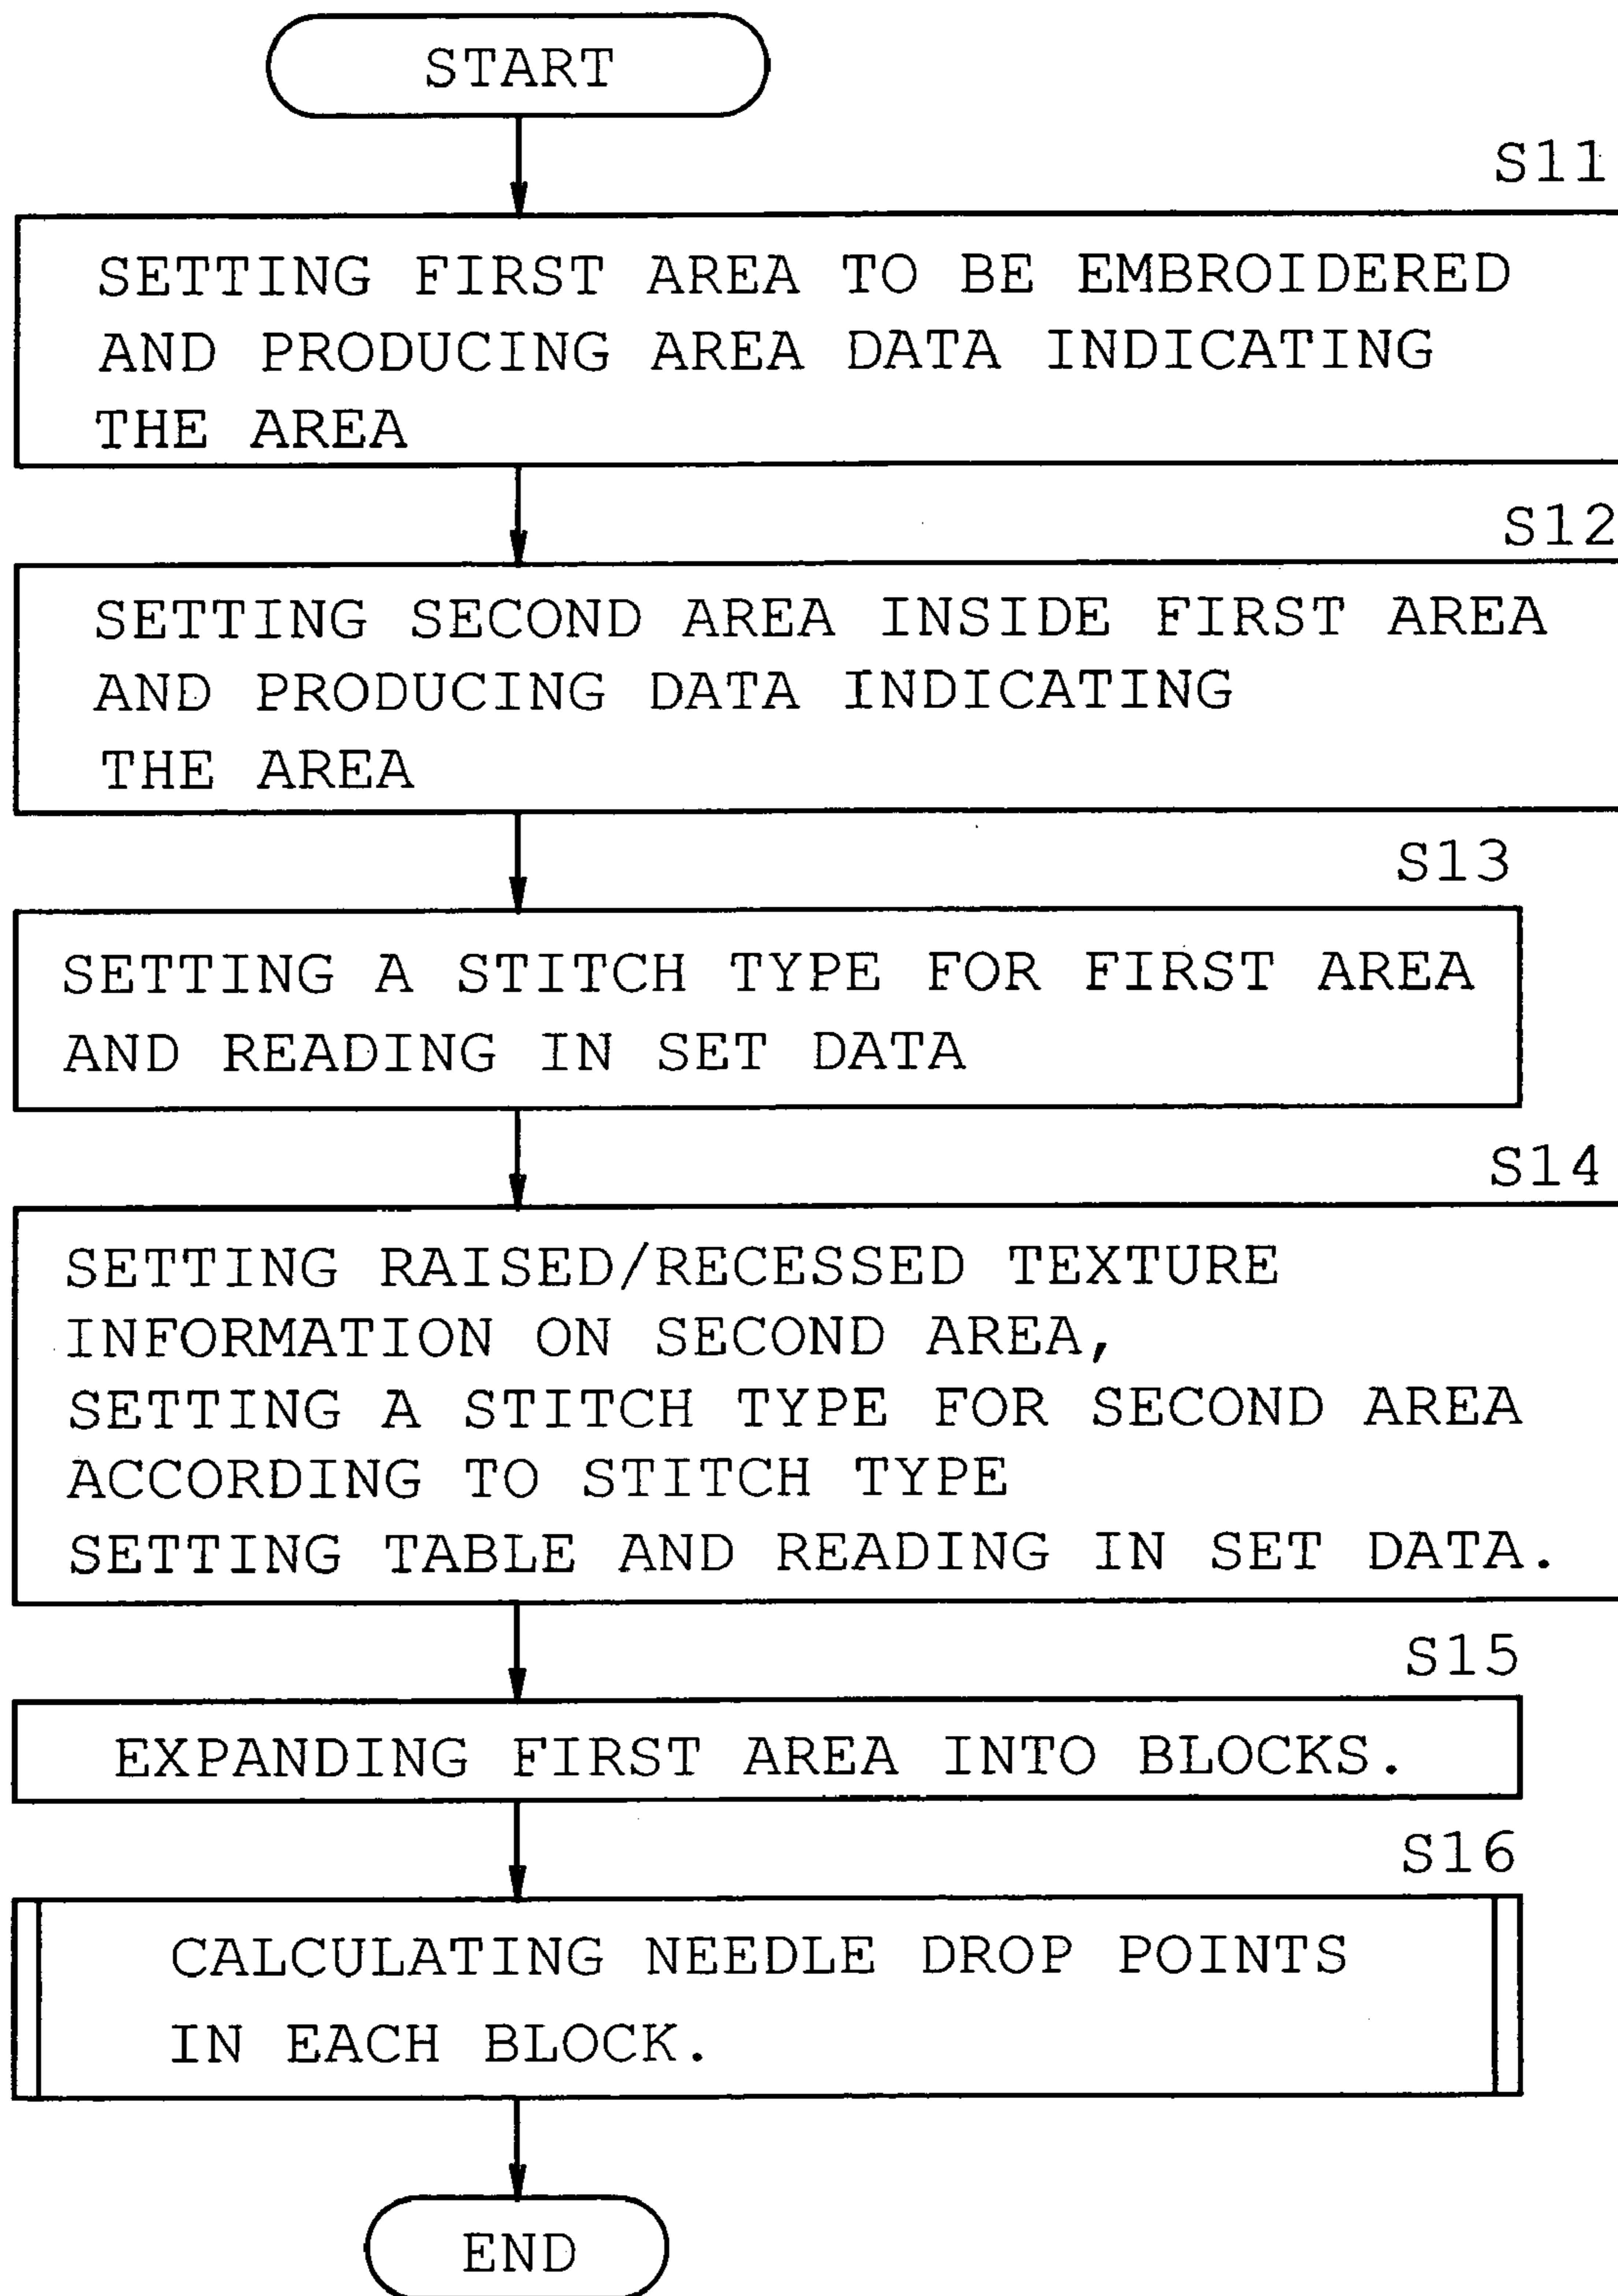 START
S11
SETTING FIRST AREA TO BE EMBROIDERED
AND PRODUCING AREA DATA INDICATING
THE AREA
S12
SETTING SECOND AREA INSIDE FIRST AREA
AND PRODUCING DATA INDICATING
THE AREA
S13
SETTING A STITCH TYPE FOR FIRST AREA
AND READING IN SET DATA
S14
SETTING RAISED/RECESSED TEXTURE
INFORMATION ON SECOND AREA,
SETTING A STITCH TYPE FOR SECOND AREA
ACCORDING TO STITCH TYPE
SETTING TABLE AND READING IN SET DATA.
S15
EXPANDING FIRST AREA INTO BLOCKS.
S16
CALCULATING NEEDLE DROP POINTS
IN EACH BLOCK.
END